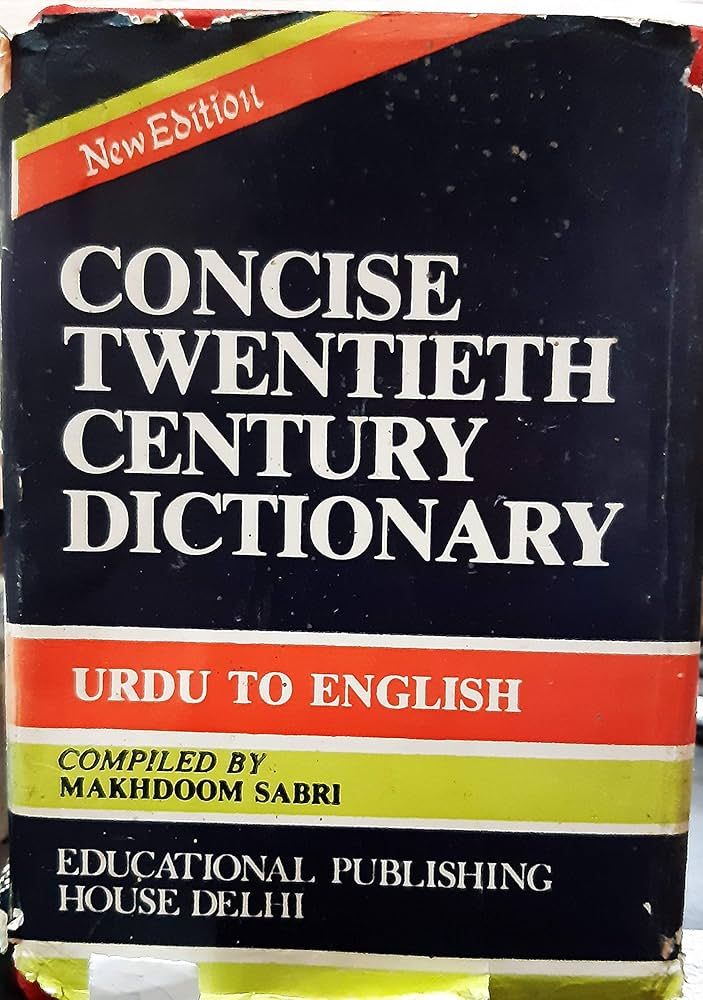 New Edition
CONCISE
TWENTIETH
CENTURY
DICTIONARY
URDU TO ENGLISH
COMPILED BY
MAKHDOOM SABRI
EDUCATIONAL PUBLISHING
HOUSE DELHI